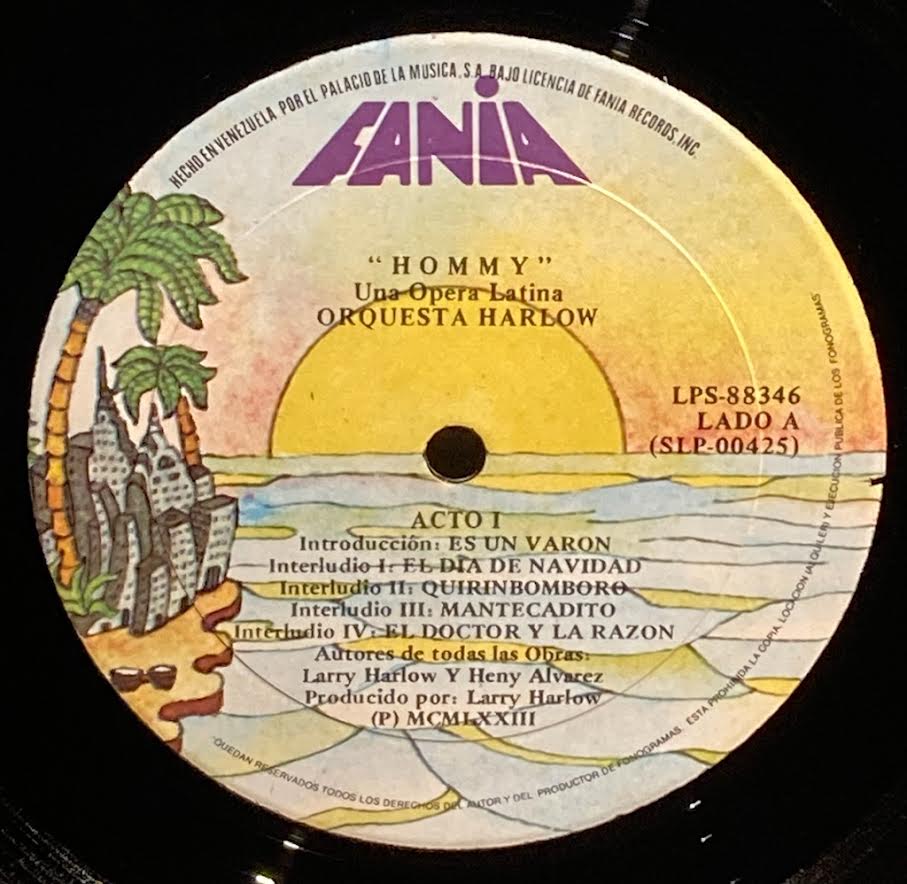 HECHO EN VENEZUELA POR EL PALACIO DE LA MUSICA, S.A. BAJO LICENCIA DE FANIA RECORDS, INC.
FANIA
"HOMMY"
Una Opera Latina
ORQUESTA HARLOW
LPS-88346
LADO A
(SLP-00425)
ACTO I
Introducción: ES UN VARON
Interludio I: EL DIA DE NAVIDAD
Interludio II: QUIRINBOMBORO
Interludio III: MANTECADITO
Interludio IV: EL DOCTOR Y LA RAZON
Autores de todas las Obras:
Larry Harlow Y Heny Alvarez
Producido por: Larry Harlow
(P) MCMLXXIII
QUEDAN RESERVADOS TODOS LOS DERECHOS DEL AUTOR Y DEL PRODUCTOR DE FONOGRAMAS. ESTA PROHIBIDA LA COPIA, LOCACION (ALQUILER) Y EJECUCION PUBLICA DE LOS FONOGRAMAS